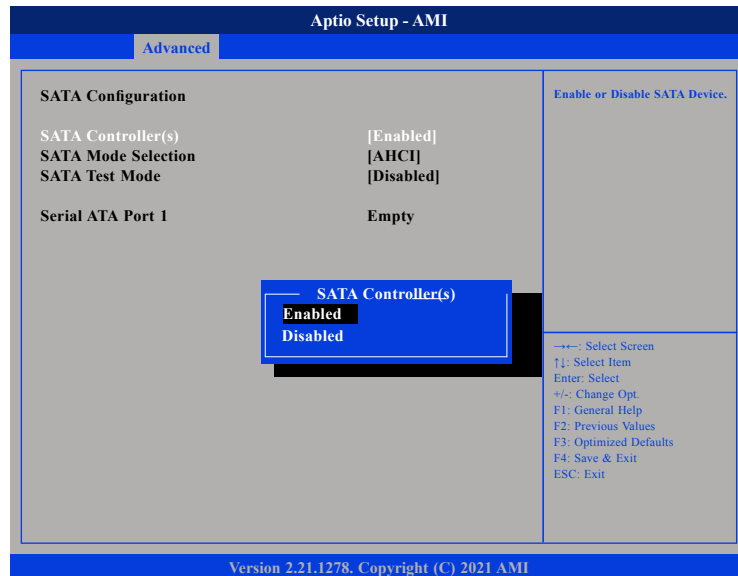 Aptio Setup - AMI
Advanced
SATA Configuration
SATA Controller(s) [Enabled]
SATA Mode Selection [AHCI]
SATA Test Mode [Disabled]
Serial ATA Port 1 Empty
SATA Controller(s)
Enabled
Disabled
Enable or Disable SATA Device.
→←: Select Screen
↑↓: Select Item
Enter: Select
+/-: Change Opt.
F1: General Help
F2: Previous Values
F3: Optimized Defaults
F4: Save & Exit
ESC: Exit
Version 2.21.1278. Copyright (C) 2021 AMI